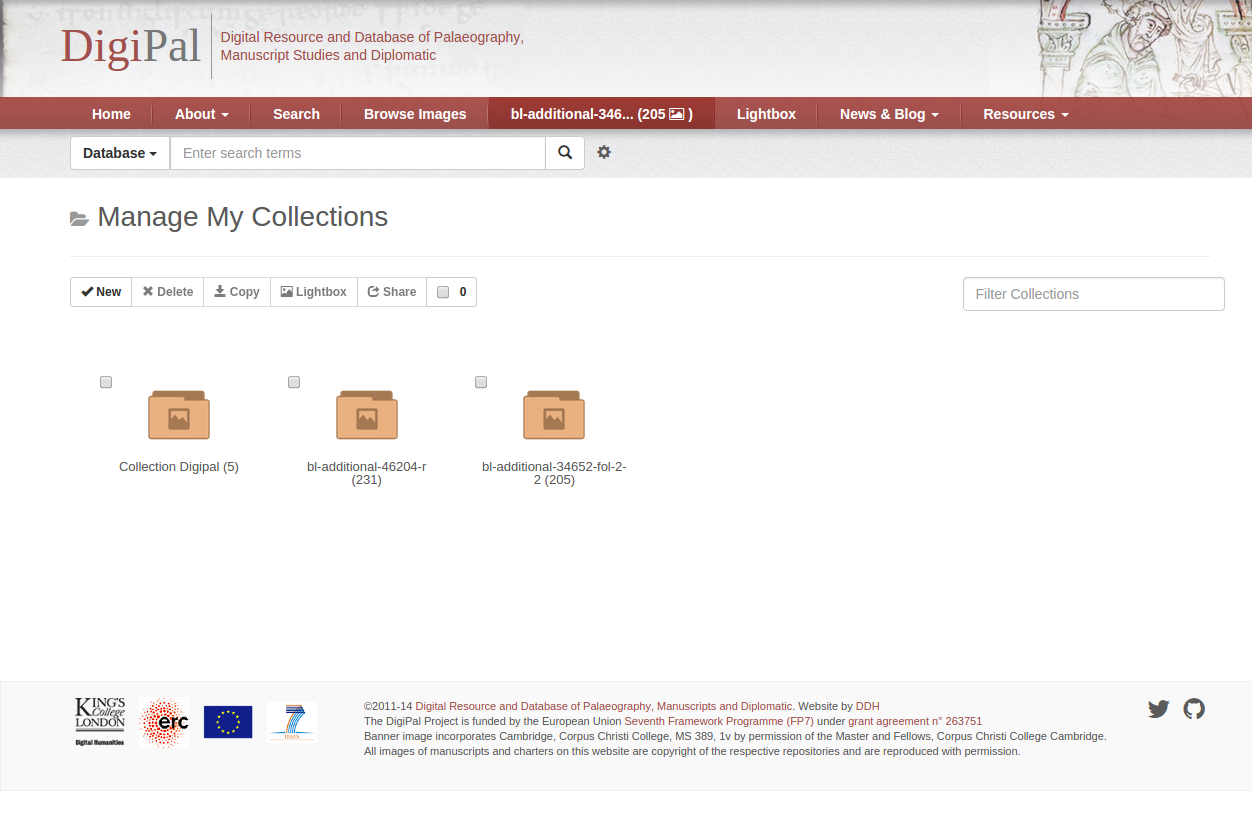 DigiPal
Digital Resource and Database of Palaeography,
Manuscript Studies and Diplomatic
Home
About
Search
Browse Images
bl-additional-346... (205 )
Lightbox
News & Blog
Resources
Database
Enter search terms
Manage My Collections
New
Delete
Copy
Lightbox
Share
0
Filter Collections
Collection Digipal (5)
bl-additional-46204-r
(231)
bl-additional-34652-fol-2-
2 (205)
KING'S
College
LONDON
Digital Humanities
erc
IDEAS
©2011-14 Digital Resource and Database of Palaeography, Manuscripts and Diplomatic. Website by DDH
The DigiPal Project is funded by the European Union Seventh Framework Programme (FP7) under grant agreement n° 263751
Banner image incorporates Cambridge, Corpus Christi College, MS 389, 1v by permission of the Master and Fellows, Corpus Christi College Cambridge.
All images of manuscripts and charters on this website are copyright of the respective repositories and are reproduced with permission.